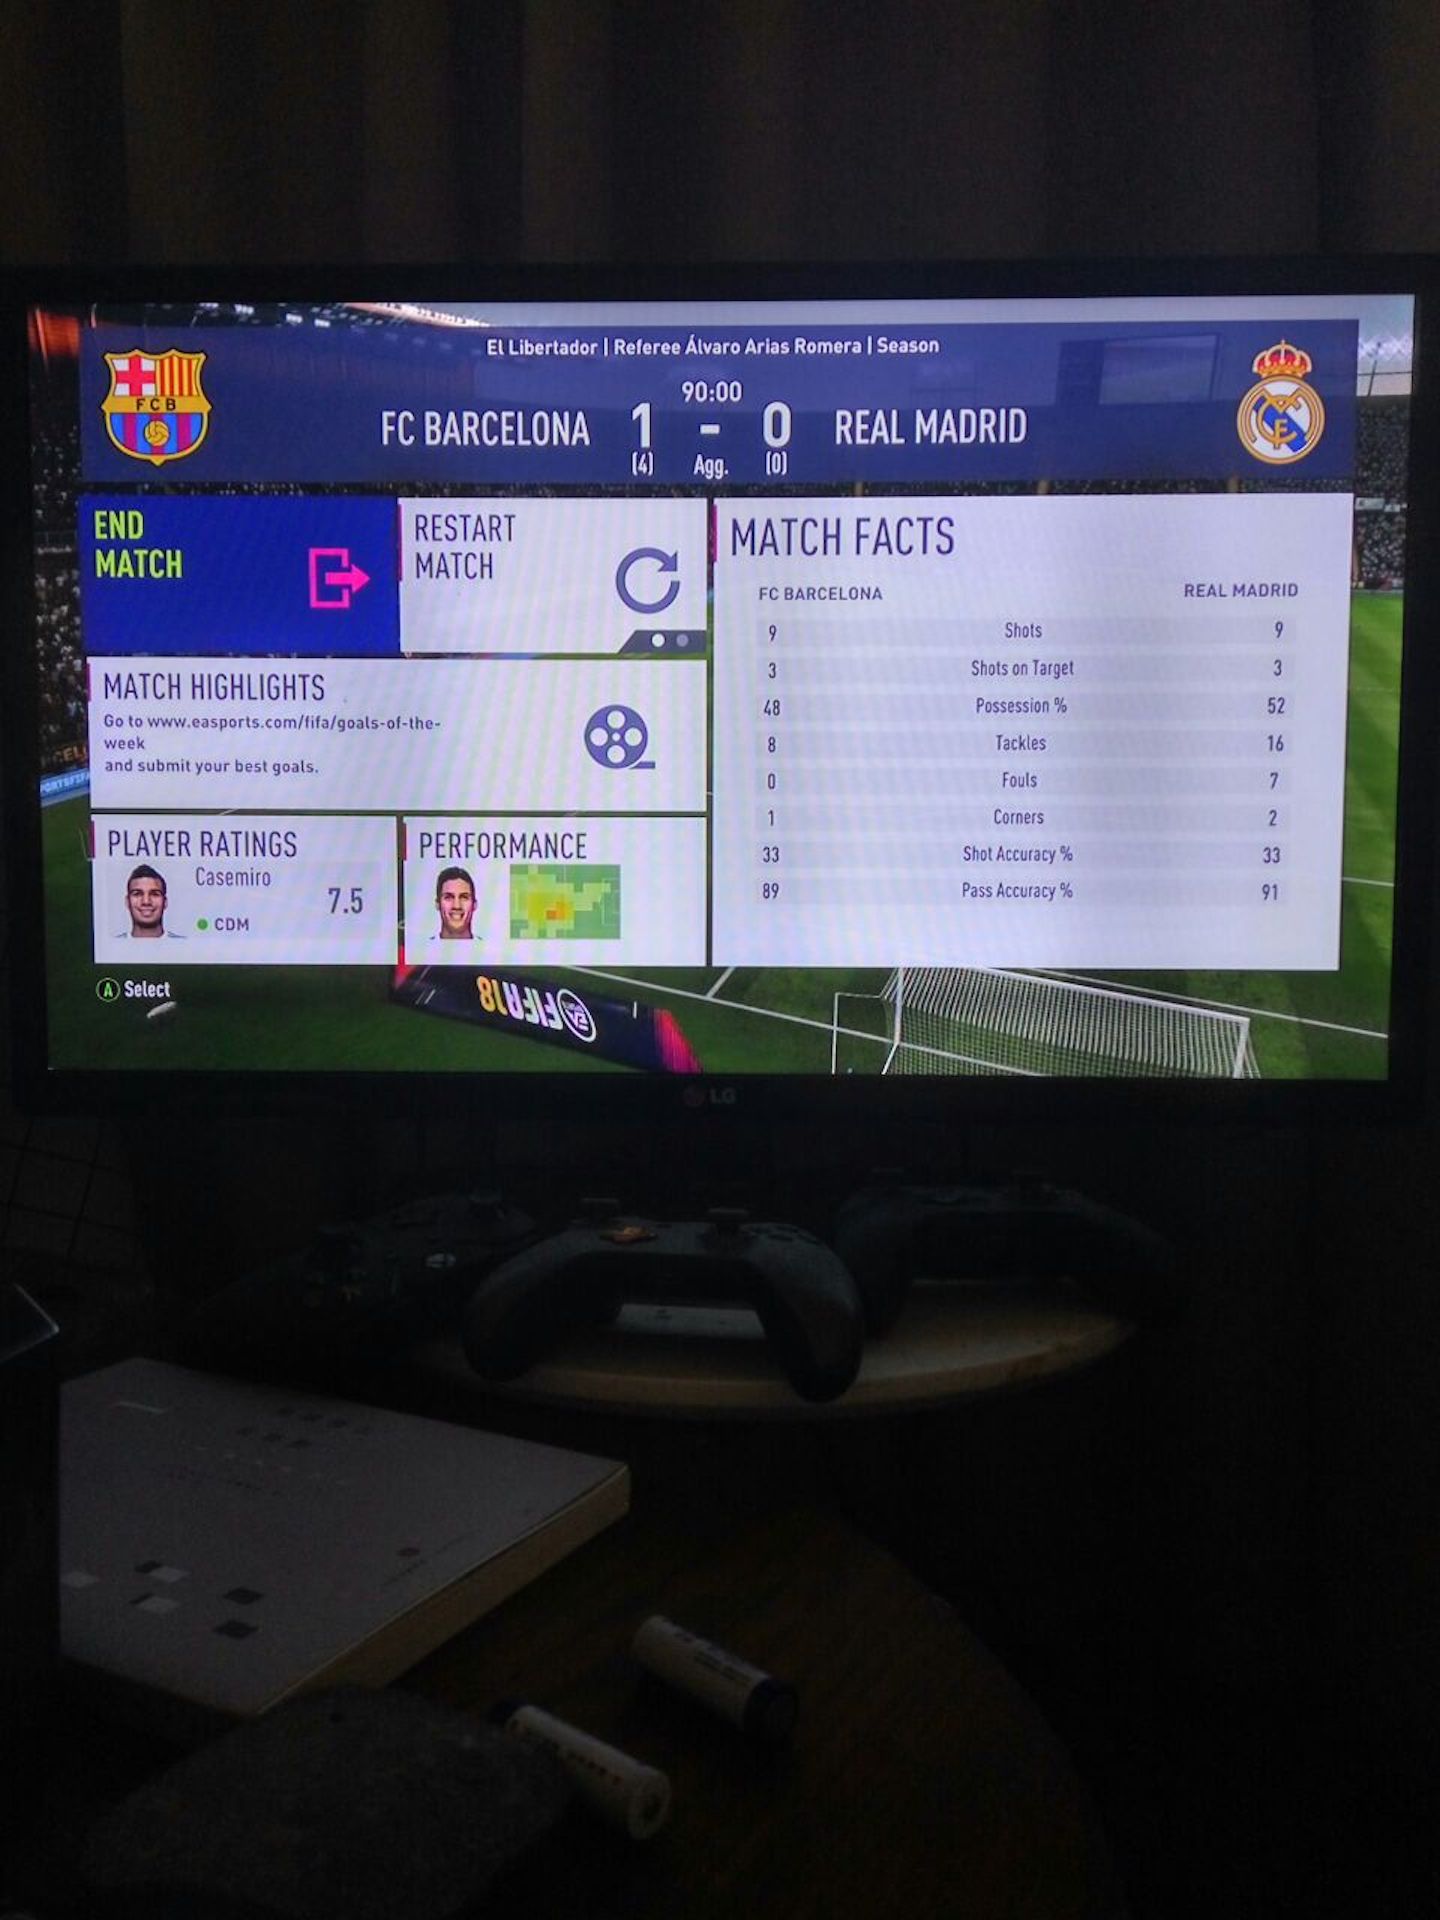 El Libertador | Referee Álvaro Arias Romera | Season
90:00
FC BARCELONA 1 - 0 REAL MADRID
(4) Agg. (0)
FCB
END
MATCH
RESTART
MATCH
MATCH HIGHLIGHTS
Go to www.easports.com/fifa/goals-of-the-
week
and submit your best goals.
PLAYER RATINGS
Casemiro
7.5
CDM
PERFORMANCE
MATCH FACTS
FC BARCELONA REAL MADRID
9 Shots 9
3 Shots on Target 3
48 Possession % 52
8 Tackles 16
0 Fouls 7
1 Corners 2
33 Shot Accuracy % 33
89 Pass Accuracy % 91
A Select
EA SPORTS FIFA 18
LG